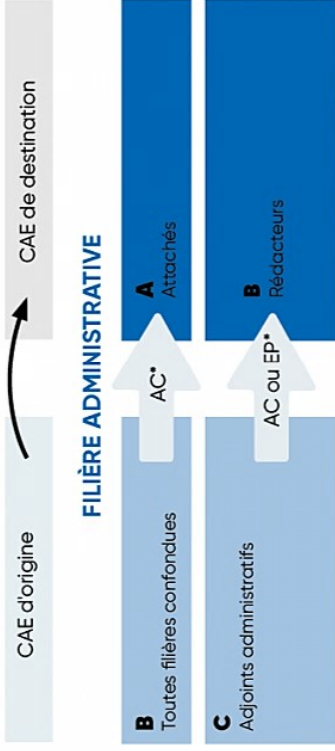 CAE d'origine
CAE de destination
FILIÈRE ADMINISTRATIVE
B
Toutes filières confondues
AC*
A
Attachés
C
Adjoints administratifs
AC ou EP*
B
Rédacteurs